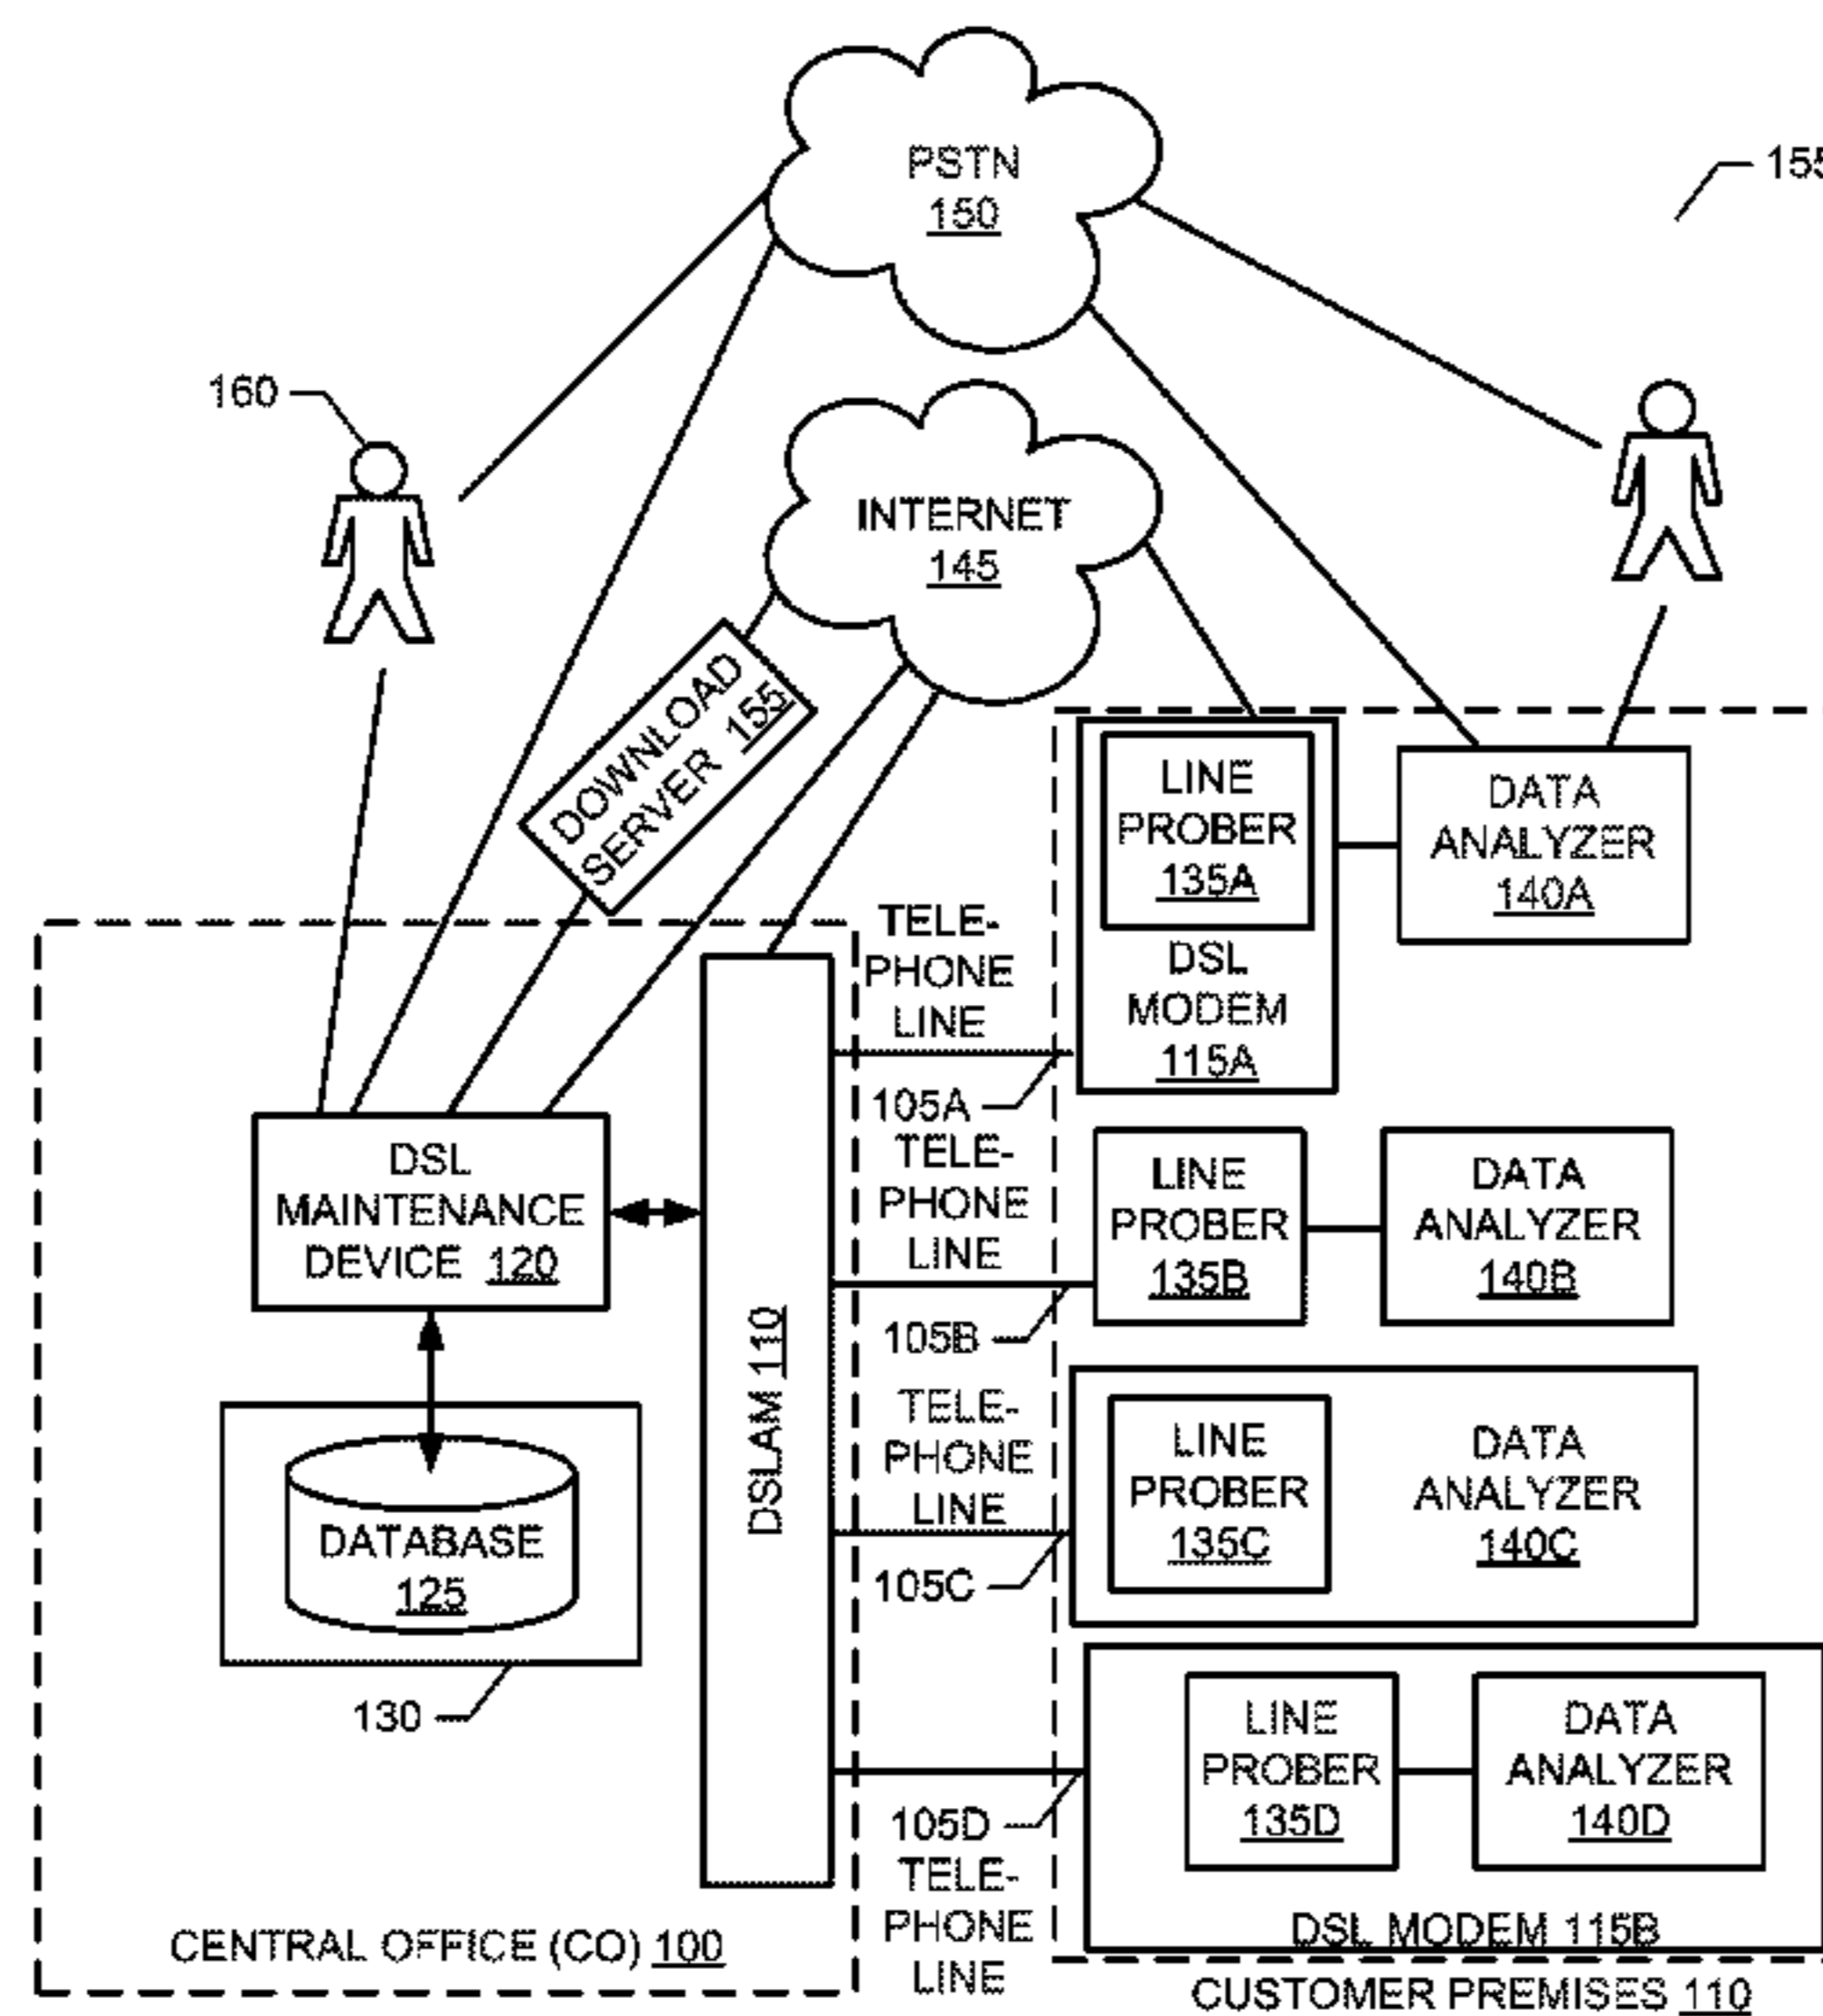 PSTN
150
155
160
INTERNET
145
DOWNLOAD
SERVER 155
LINE
PROBER
135A
DSL
MODEM
115A
DATA
ANALYZER
140A
TELE-
PHONE
LINE
105A
DSL
MAINTENANCE
DEVICE 120
TELE-
PHONE
LINE
105B
LINE
PROBER
135B
DATA
ANALYZER
140B
DSLAM 110
DATABASE
125
130
TELE-
PHONE
LINE
105C
LINE
PROBER
135C
DATA
ANALYZER
140C
105D
TELE-
PHONE
LINE
LINE
PROBER
135D
DATA
ANALYZER
140D
DSL MODEM 115B
CENTRAL OFFICE (CO) 100
CUSTOMER PREMISES 110